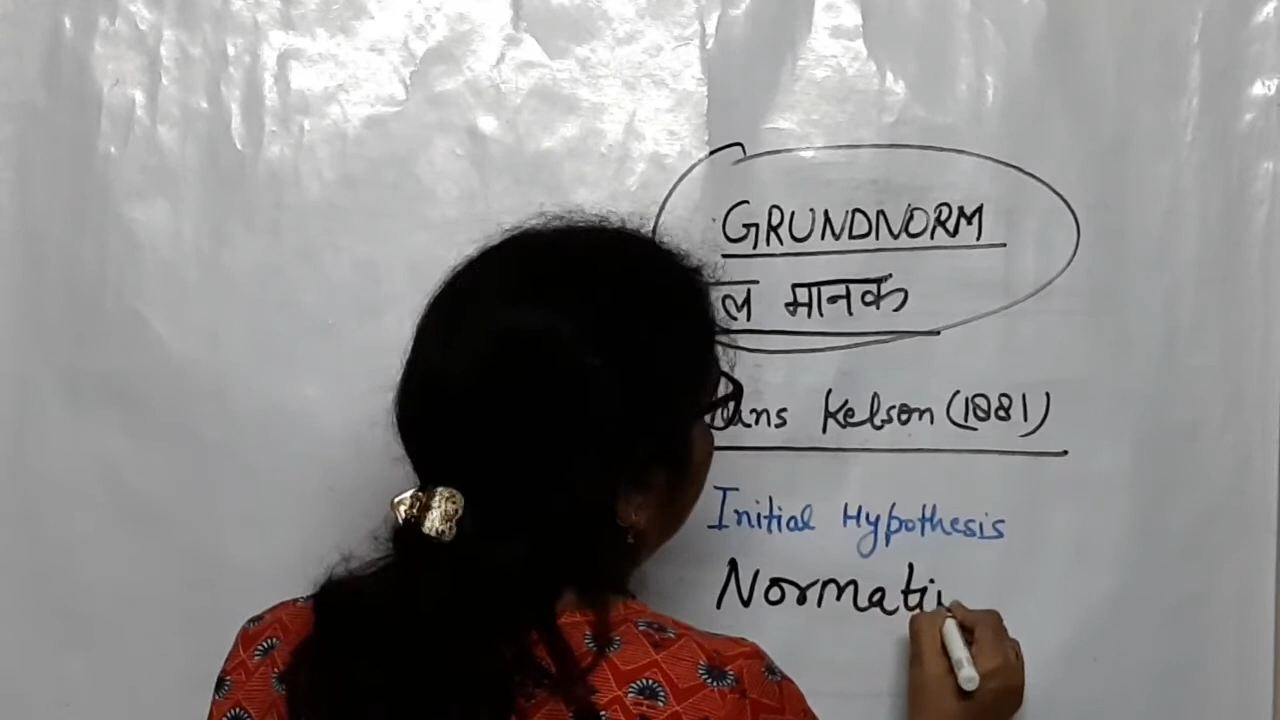 GRUNDNORM
ल मानक
ans Kelson (1881)
Initial Hypothesis
Normati